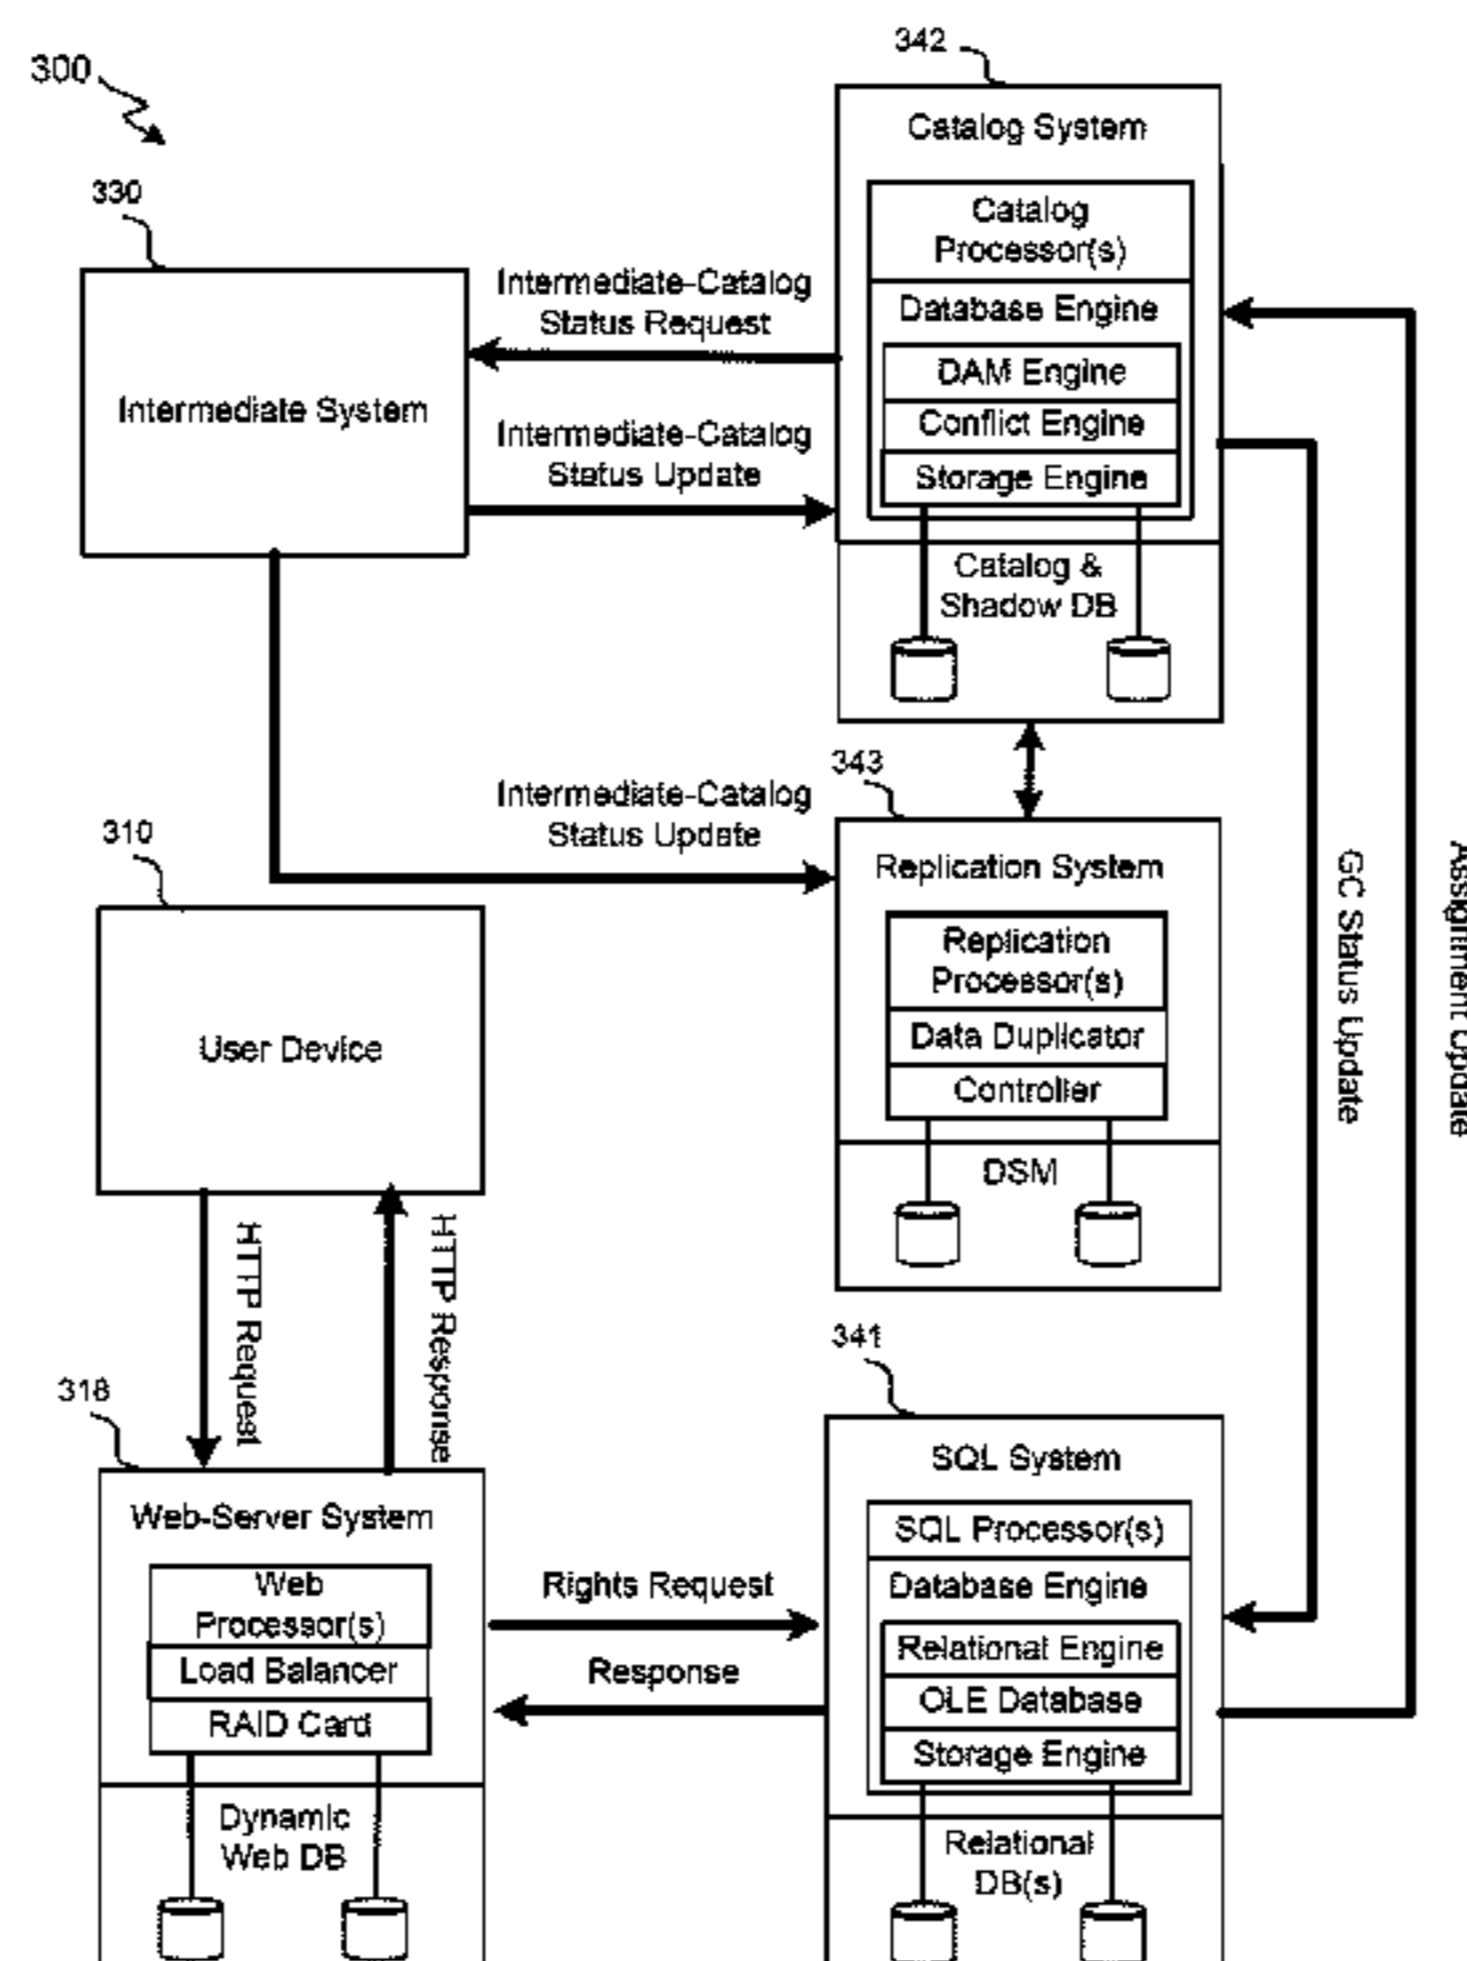 300
342
Catalog System
Catalog
Processor(s)
Database Engine
DAM Engine
Conflict Engine
Storage Engine
Catalog &
Shadow DB
330
Intermediate System
Intermediate-Catalog
Status Request
Intermediate-Catalog
Status Update
Intermediate-Catalog
Status Update
343
Replication System
Replication
Processor(s)
Data Duplicator
Controller
DSM
GC Status Update
Assignment Update
310
User Device
HTTP Request
HTTP Response
318
Web-Server System
Web
Processor(s)
Load Balancer
RAID Card
Dynamic
Web DB
Rights Request
Response
341
SQL System
SQL Processor(s)
Database Engine
Relational Engine
OLE Database
Storage Engine
Relational
DB(s)